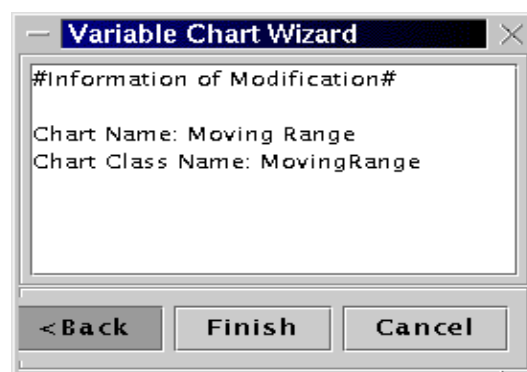 Variable Chart Wizard
#Information of Modification#
Chart Name: Moving Range
Chart Class Name: MovingRange
<Back Finish Cancel